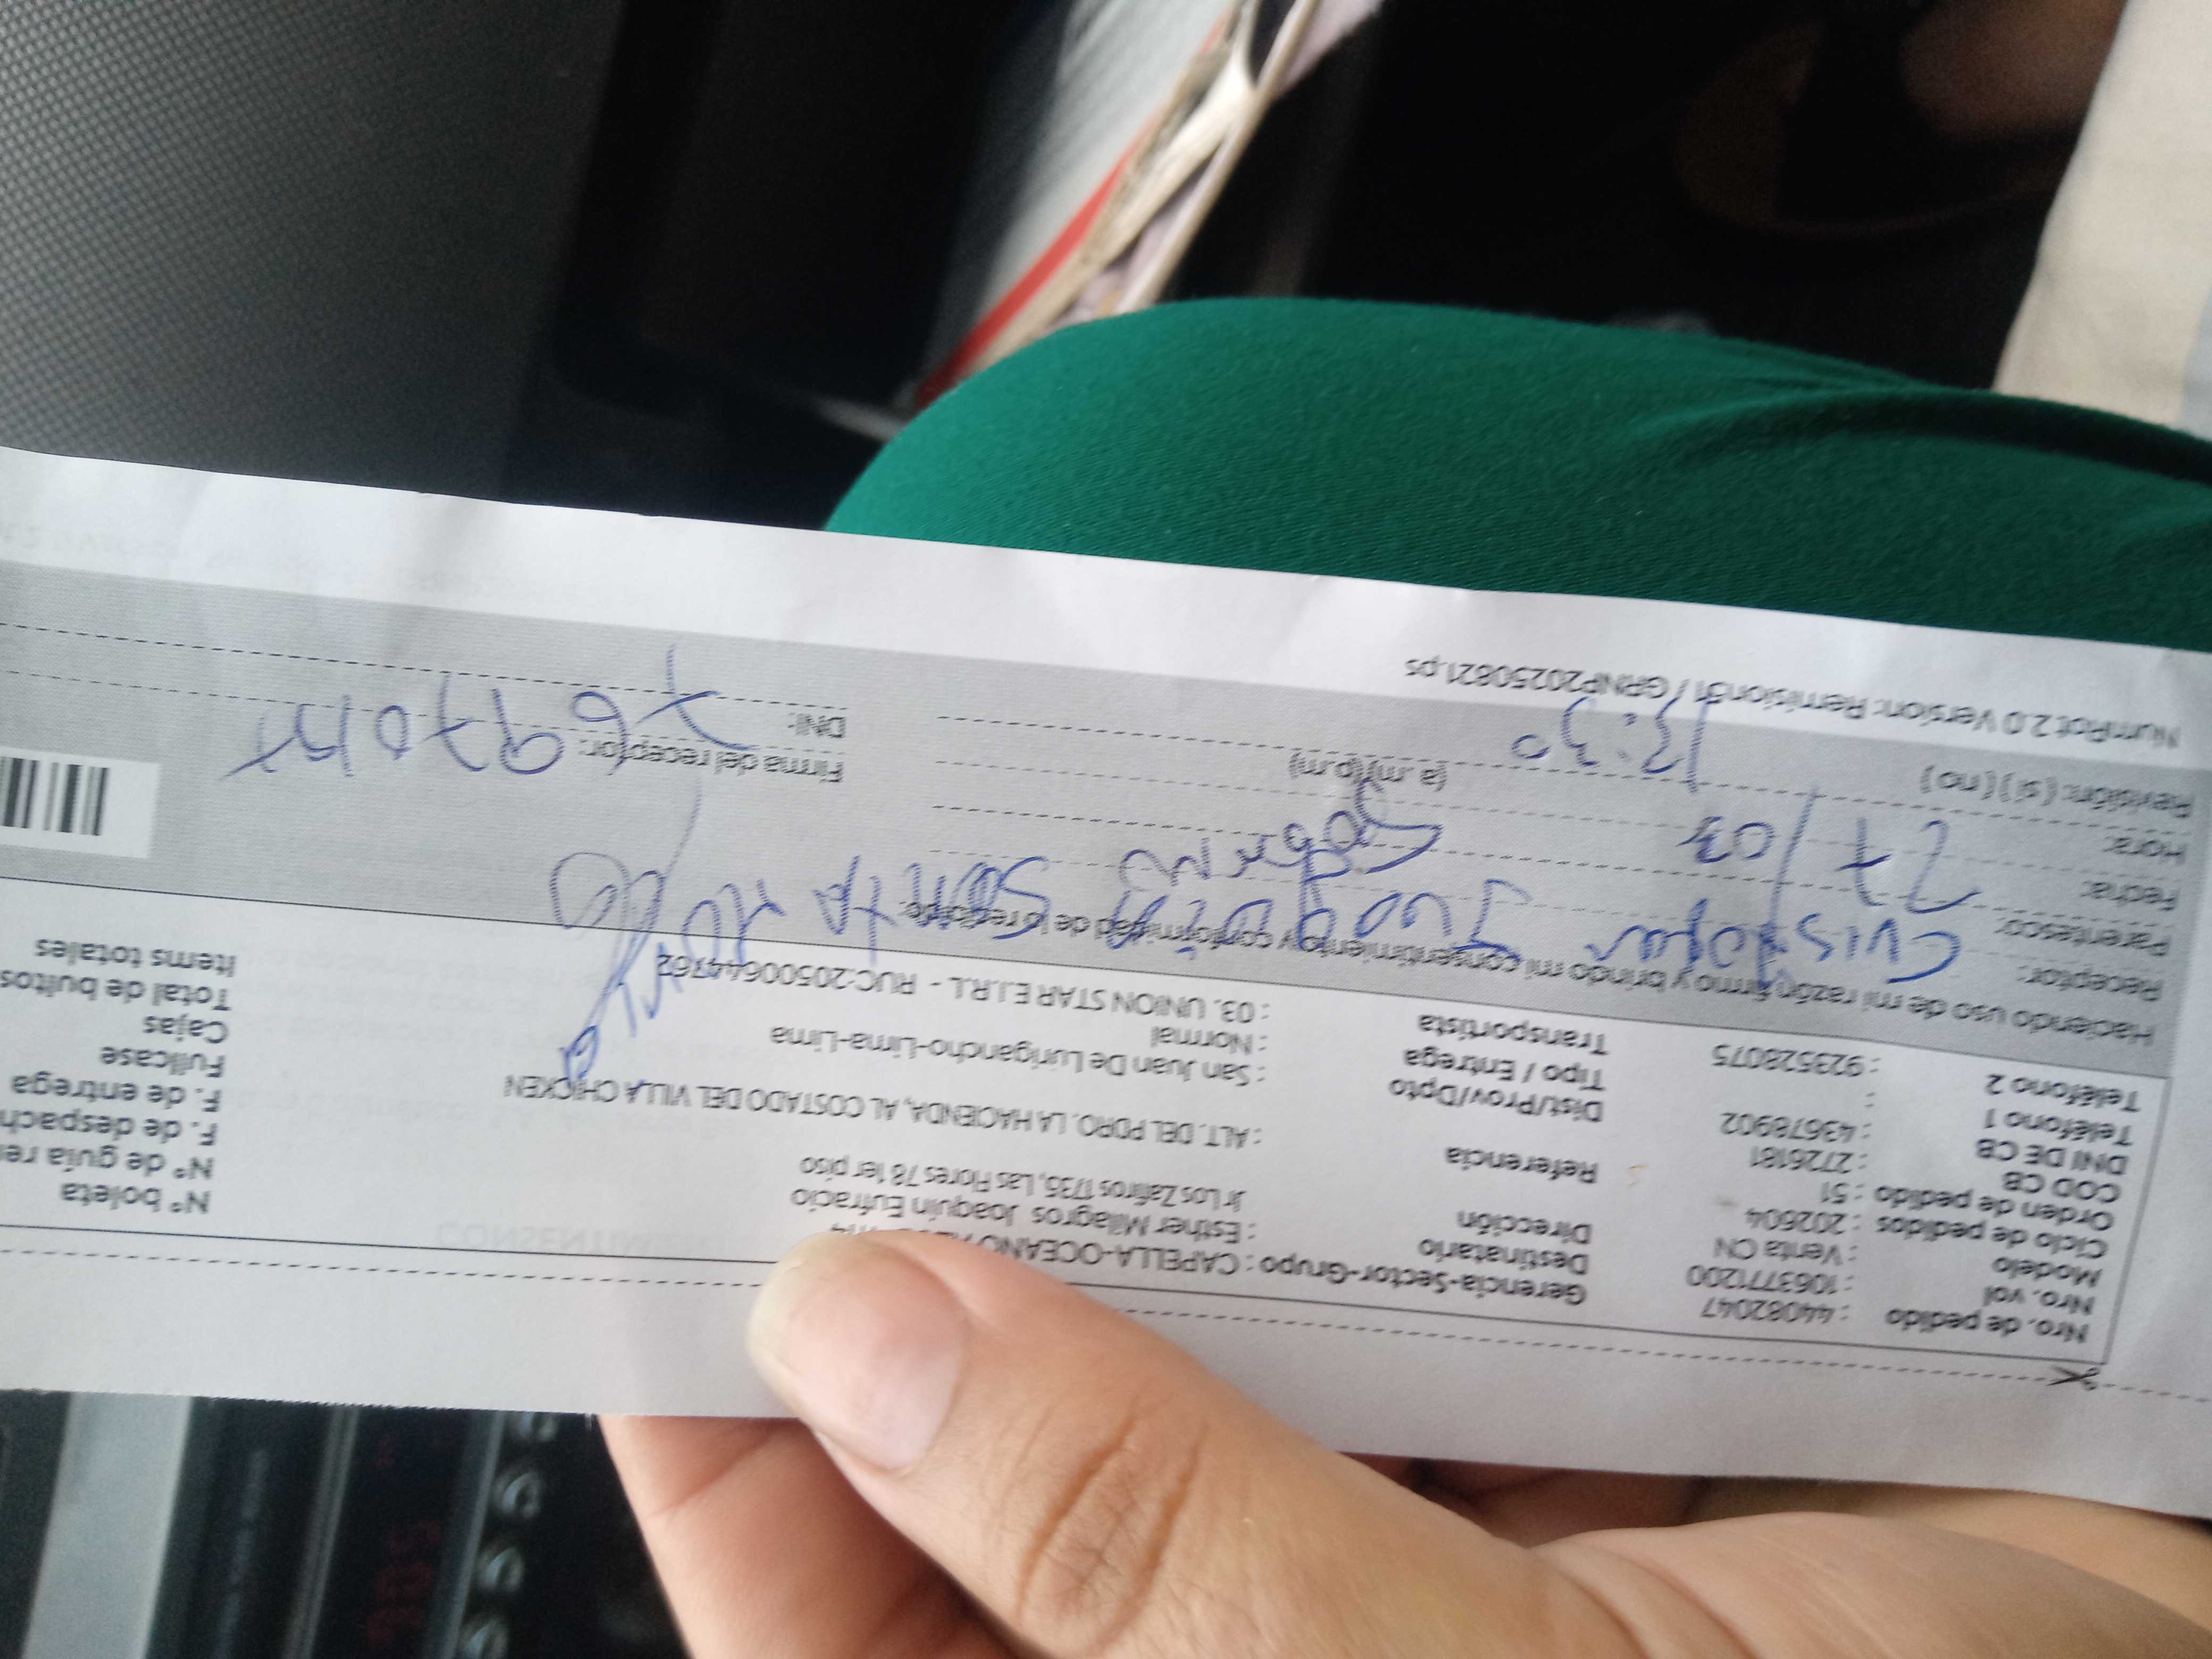 Nro. de pedido : 44082047
Nro. vol : 1063771200
Modelo : Venta CN
Ciclo de pedidos : 202604
Orden de pedido : 51
COD CB : 2726181
DNI DE CB : 43678902
Teléfono 1 :
Teléfono 2 : 923528075
Gerencia-Sector-Grupo : CAPELLA-OCEANO
Destinatario : Esther Milagros Joaquin Eufracio
Dirección Jr Los Zafiros 1735, Las Flores 78 1er piso
Referencia : ALT. DEL PDRO. LA HACIENDA, AL COSTADO DEL VILLA CHICKEN
Dist/Prov/Dpto : San Juan De Lurigancho-Lima-Lima
Tipo / Entrega : Normal
Transportista : 03. UNION STAR E.I.R.L. - RUC:20500644762
Nº boleta
Nº de guía
F. de despach
F. de entrega
Fullcase
Cajas
Total de bultos
Items totales
Haciendo uso de mi razón firmo y brindo mi consentimiento y conformidad de lo recibido.
Receptor:
Parentesco:
Fecha: 27/03
Hora: 13:30 (a.m)(p.m)
Revisión: (si) (no)
Firma del receptor:
DNI:
NumRot 2.0 Version: Remision51 / GRNP20250821.ps